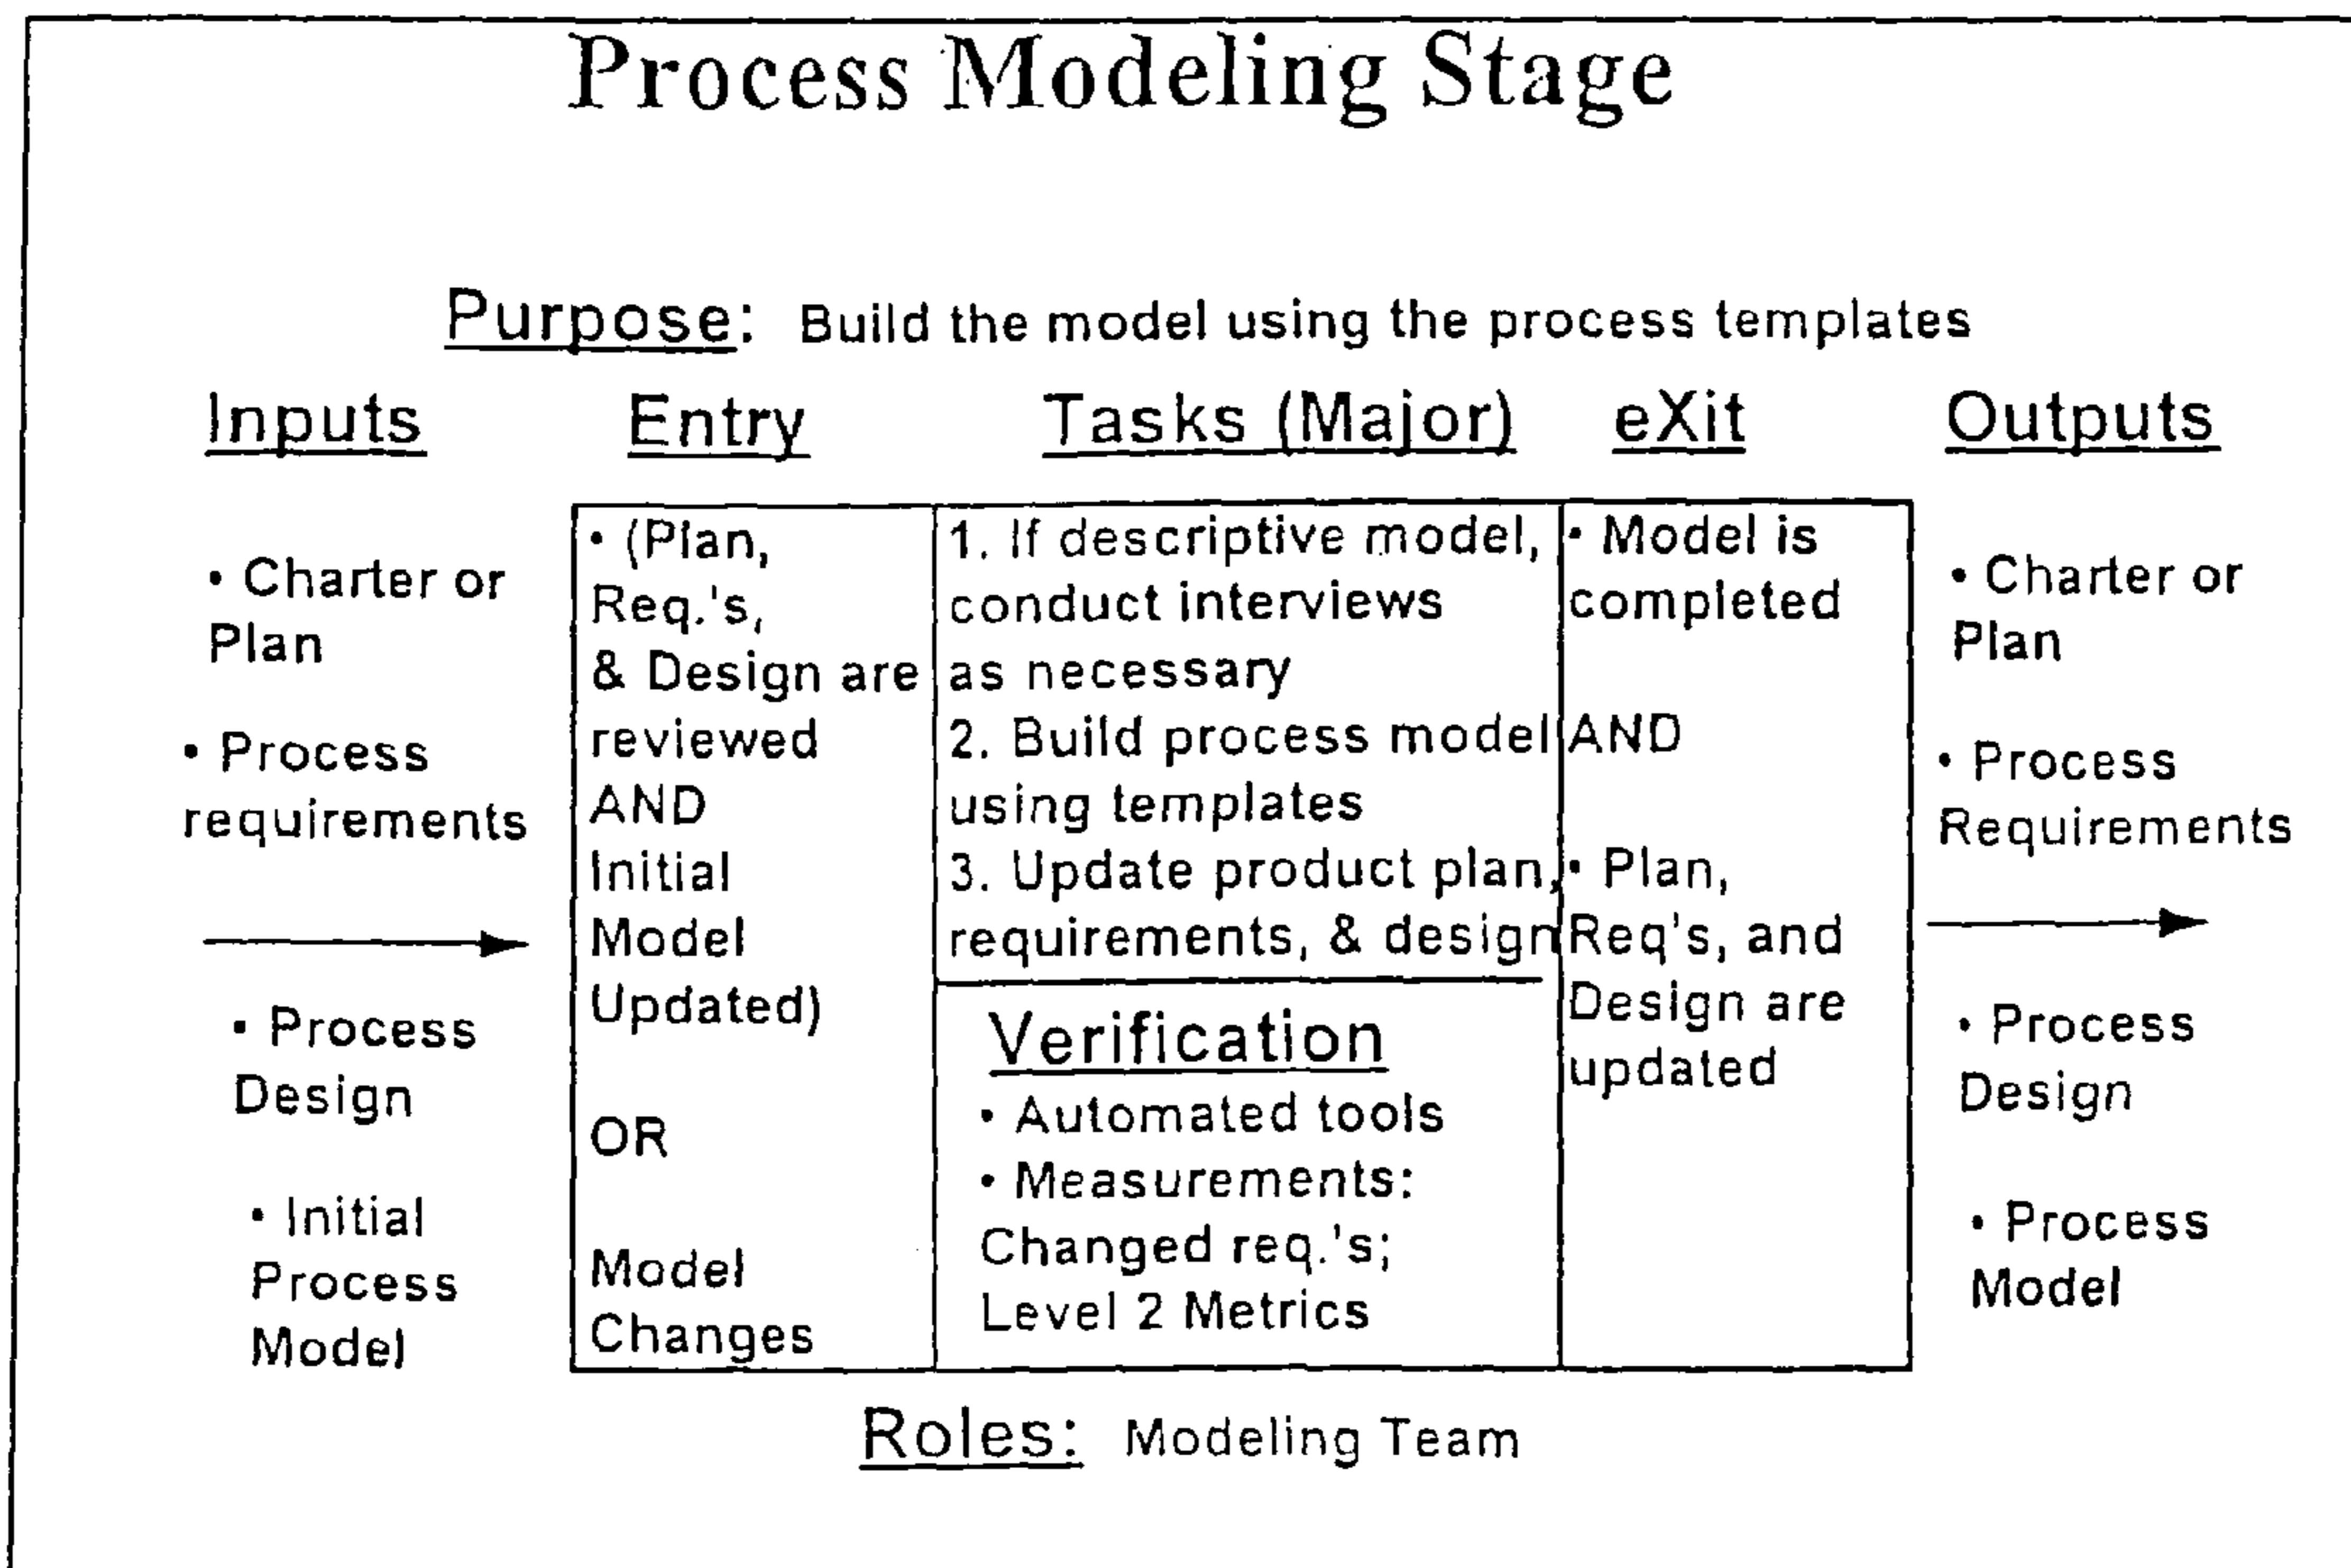 Process Modeling Stage
Purpose: Build the model using the process templates
Inputs
• Charter or
Plan
• Process
requirements
• Process
Design
• Initial
Process
Model
Entry
• (Plan,
Req.'s,
& Design are
reviewed
AND
Initial
Model
Updated)
OR
Model
Changes
Tasks (Major)
1. If descriptive model,
conduct interviews
as necessary
2. Build process model
using templates
3. Update product plan,
requirements, & design
Verification
• Automated tools
• Measurements:
Changed req.'s;
Level 2 Metrics
eXit
• Model is
completed
AND
• Plan,
Req's, and
Design are
updated
Outputs
• Charter or
Plan
• Process
Requirements
• Process
Design
• Process
Model
Roles: Modeling Team